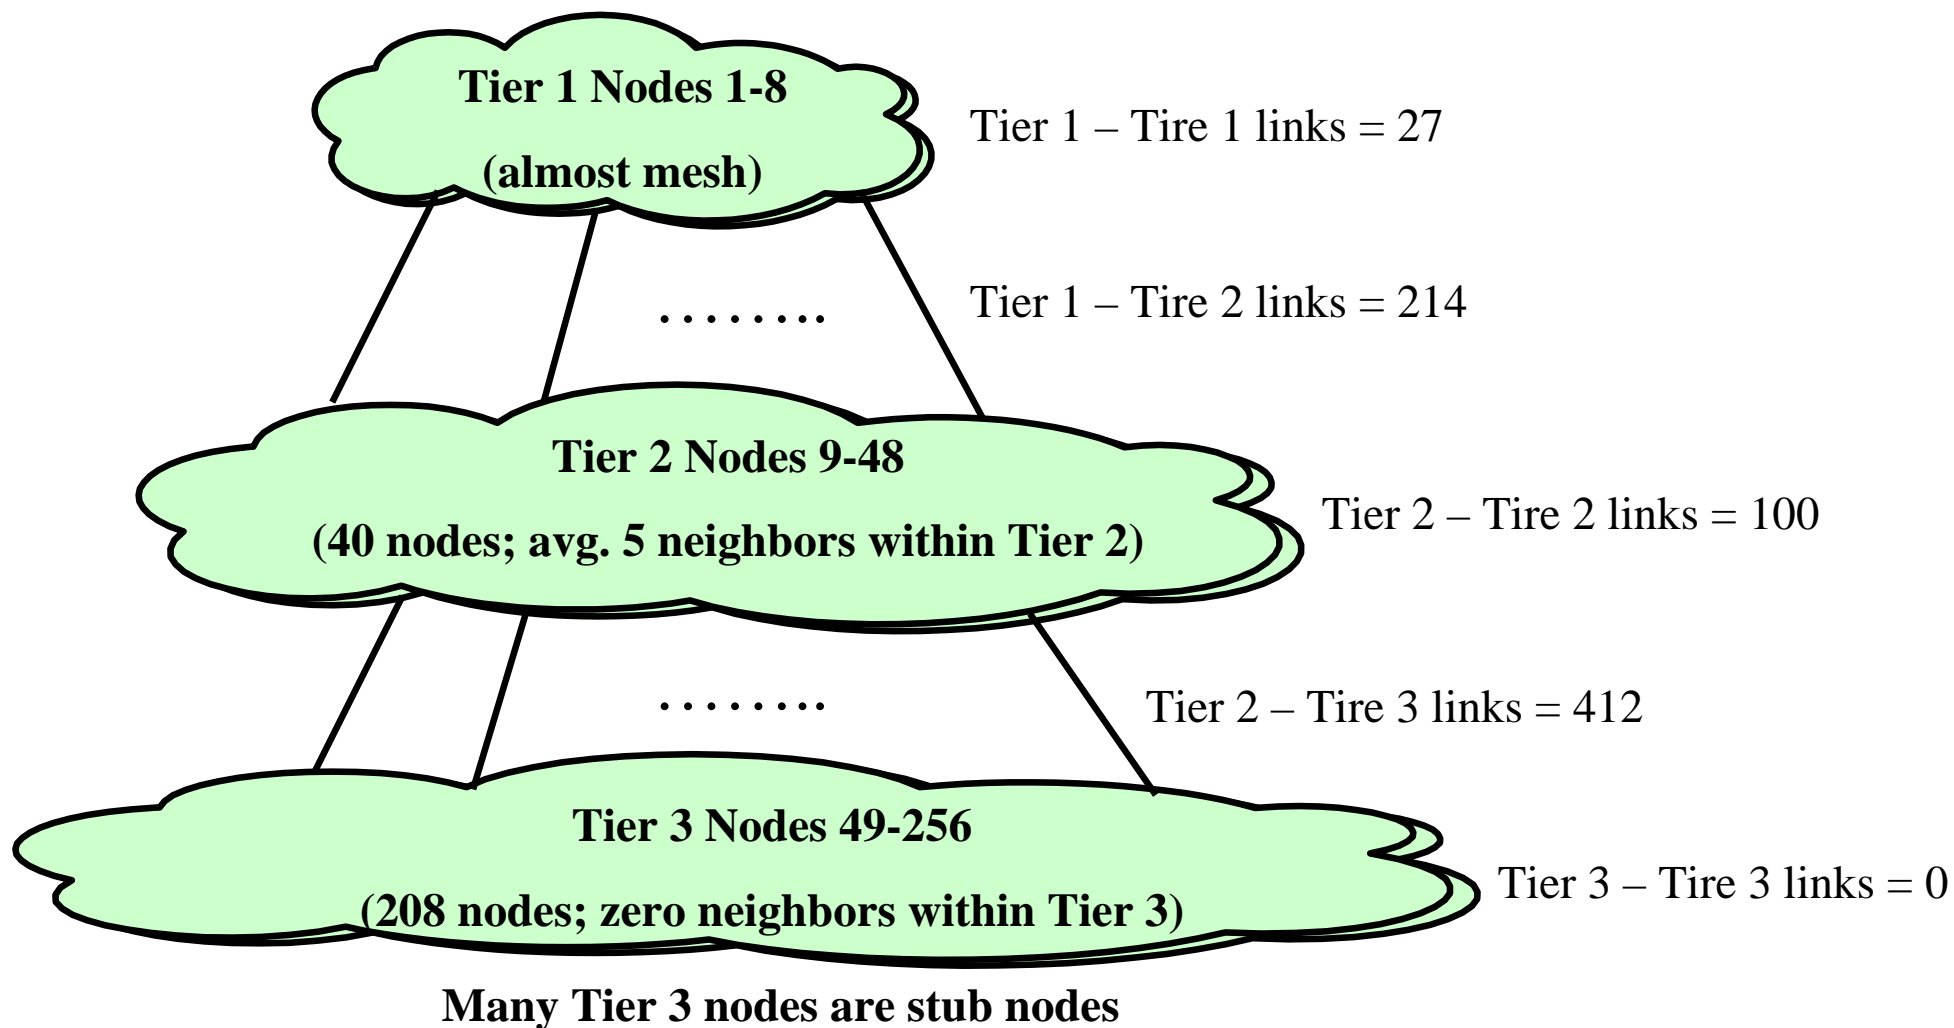 Tier 1 Nodes 1-8
(almost mesh)
Tier 1 – Tire 1 links = 27
Tier 1 – Tire 2 links = 214
........
Tier 2 Nodes 9-48
(40 nodes; avg. 5 neighbors within Tier 2)
Tier 2 – Tire 2 links = 100
Tier 2 – Tire 3 links = 412
........
Tier 3 Nodes 49-256
(208 nodes; zero neighbors within Tier 3)
Tier 3 – Tire 3 links = 0
Many Tier 3 nodes are stub nodes